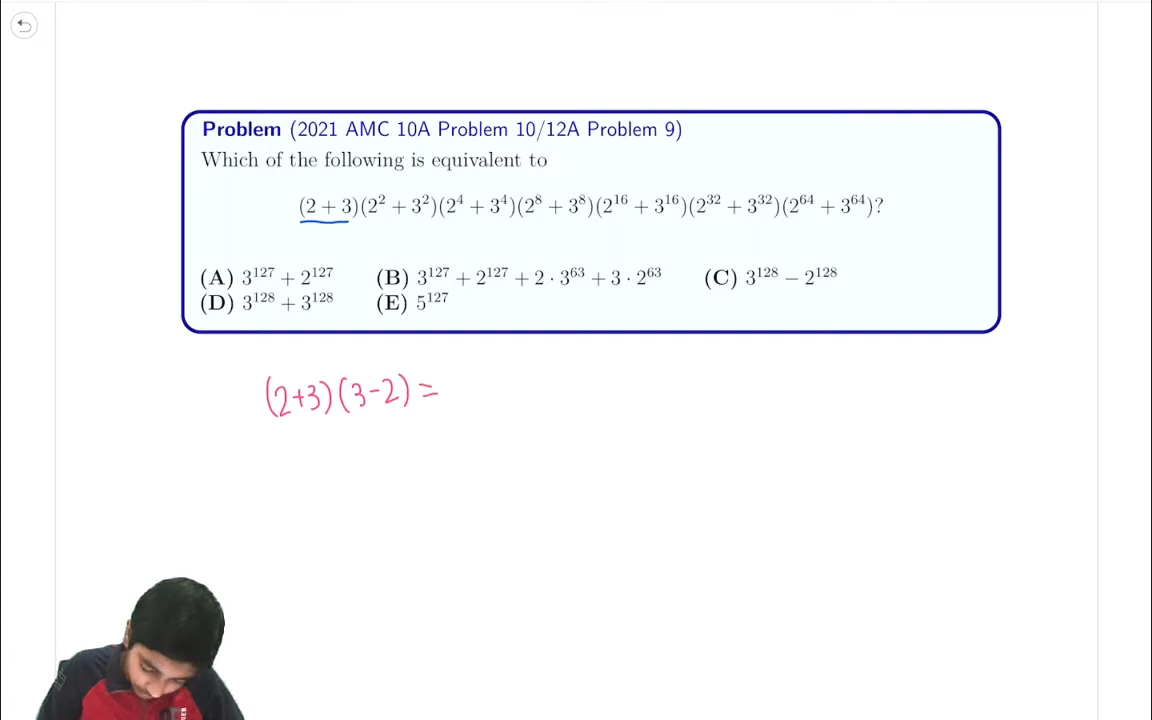 Problem (2021 AMC 10A Problem 10/12A Problem 9)
Which of the following is equivalent to
(2 + 3)(2² + 3²)(2⁴ + 3⁴)(2⁸ + 3⁸)(2¹⁶ + 3¹⁶)(2³² + 3³²)(2⁶⁴ + 3⁶⁴)?
(A) 3¹²⁷ + 2¹²⁷ (B) 3¹²⁷ + 2¹²⁷ + 2 · 3⁶³ + 3 · 2⁶³ (C) 3¹²⁸ − 2¹²⁸
(D) 3¹²⁸ + 3¹²⁸ (E) 5¹²⁷
(2+3)(3-2) =